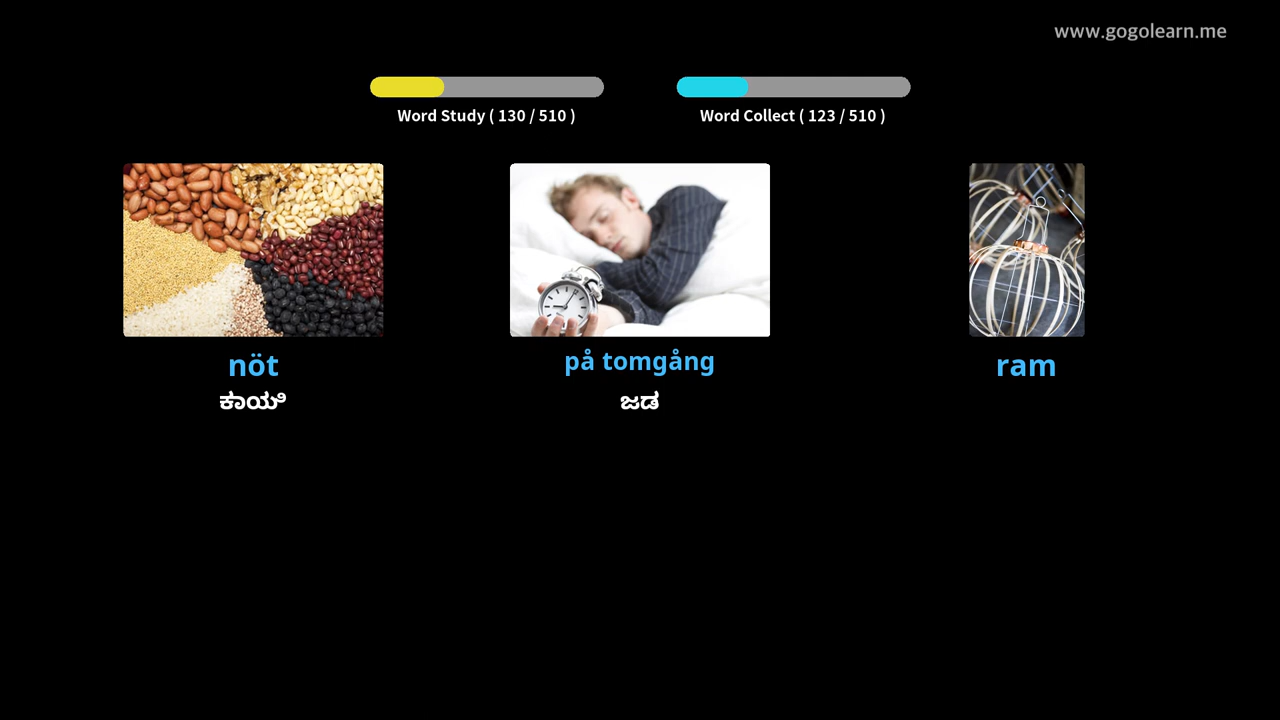 www.gogolearn.me
Word Study ( 130 / 510 )
Word Collect ( 123 / 510 )
nöt
ಕಾಯಿ
på tomgång
ಜಡ
ram